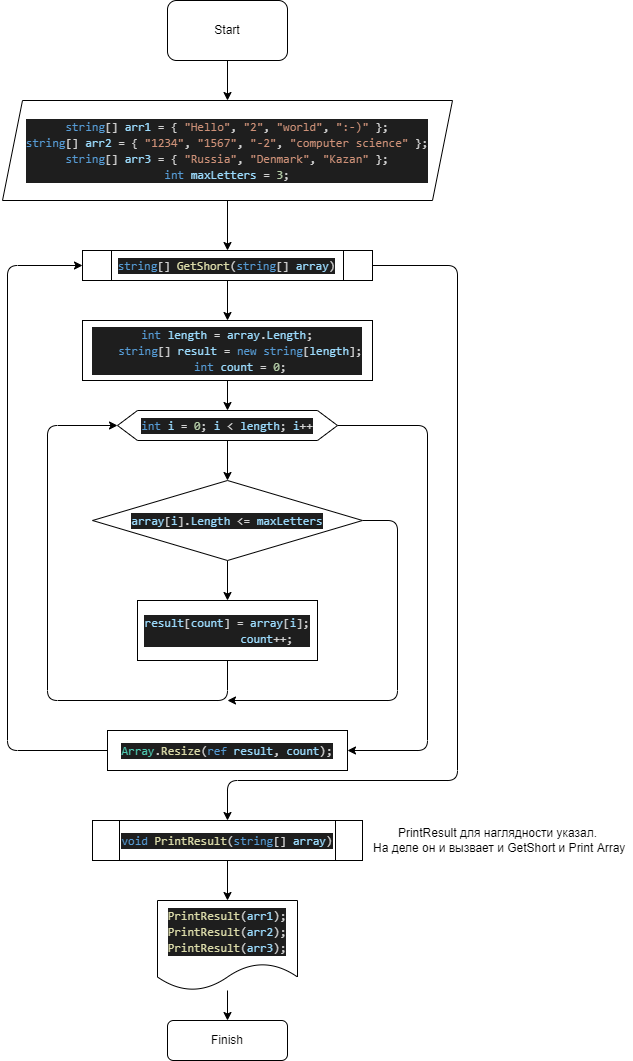 Start
string[] arr1 = { "Hello", "2", "world", ":-)" };
string[] arr2 = { "1234", "1567", "-2", "computer science" };
string[] arr3 = { "Russia", "Denmark", "Kazan" };
int maxLetters = 3;
string[] GetShort(string[] array)
int length = array.Length;
string[] result = new string[length];
int count = 0;
int i = 0; i < length; i++
array[i].Length <= maxLetters
result[count] = array[i];
count++;
Array.Resize(ref result, count);
void PrintResult(string[] array)
PrintResult для наглядности указал.
На деле он и вызвает и GetShort и Print Array
PrintResult(arr1);
PrintResult(arr2);
PrintResult(arr3);
Finish